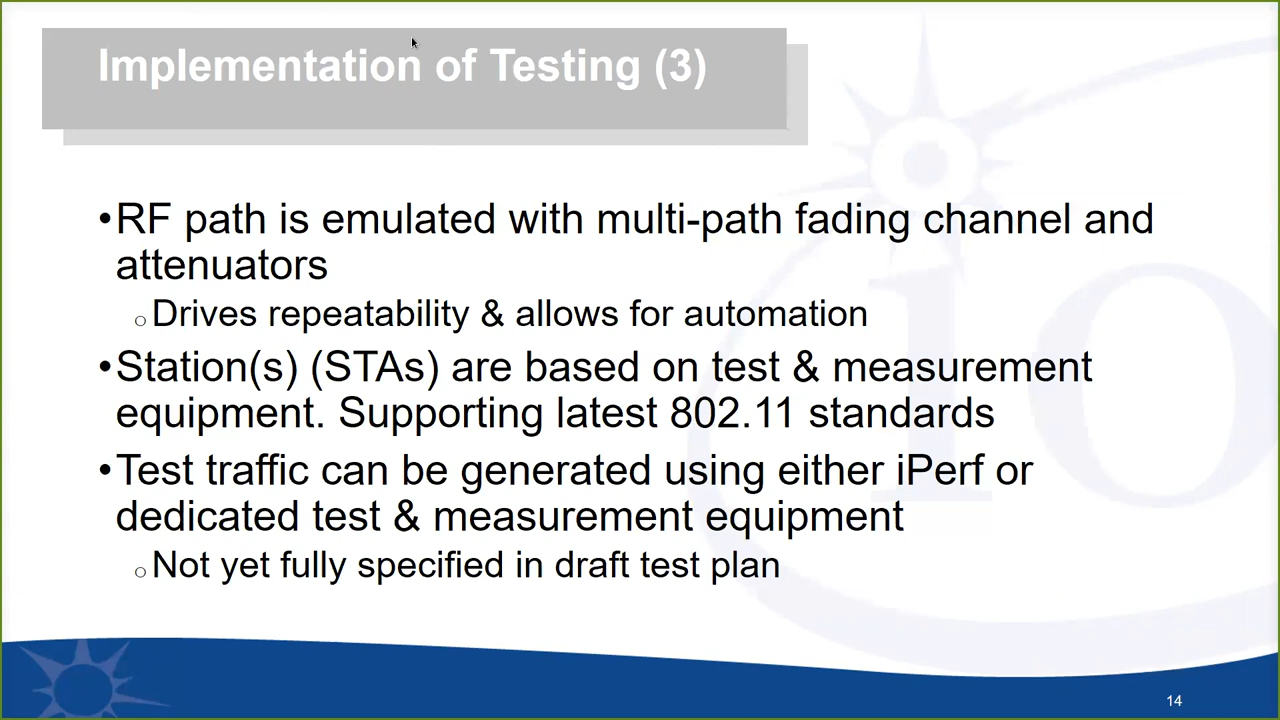 Implementation of Testing (3)
•RF path is emulated with multi-path fading channel and
attenuators
○Drives repeatability & allows for automation
•Station(s) (STAs) are based on test & measurement
equipment. Supporting latest 802.11 standards
•Test traffic can be generated using either iPerf or
dedicated test & measurement equipment
○Not yet fully specified in draft test plan
io
14